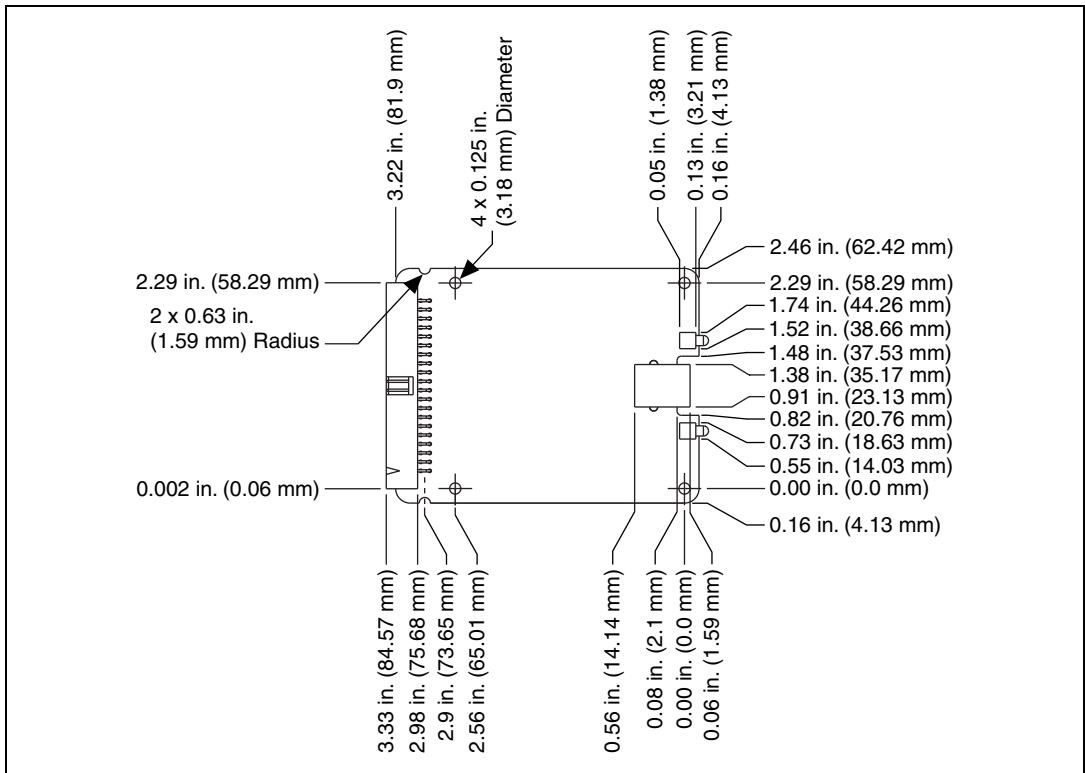 3.22 in. (81.9 mm)
4 x 0.125 in.
(3.18 mm) Diameter
0.05 in. (1.38 mm)
0.13 in. (3.21 mm)
0.16 in. (4.13 mm)
2.29 in. (58.29 mm)
2 x 0.63 in.
(1.59 mm) Radius
0.002 in. (0.06 mm)
2.46 in. (62.42 mm)
2.29 in. (58.29 mm)
1.74 in. (44.26 mm)
1.52 in. (38.66 mm)
1.48 in. (37.53 mm)
1.38 in. (35.17 mm)
0.91 in. (23.13 mm)
0.82 in. (20.76 mm)
0.73 in. (18.63 mm)
0.55 in. (14.03 mm)
0.00 in. (0.0 mm)
0.16 in. (4.13 mm)
3.33 in. (84.57 mm)
2.98 in. (75.68 mm)
2.9 in. (73.65 mm)
2.56 in. (65.01 mm)
0.56 in. (14.14 mm)
0.08 in. (2.1 mm)
0.00 in. (0.0 mm)
0.06 in. (1.59 mm)